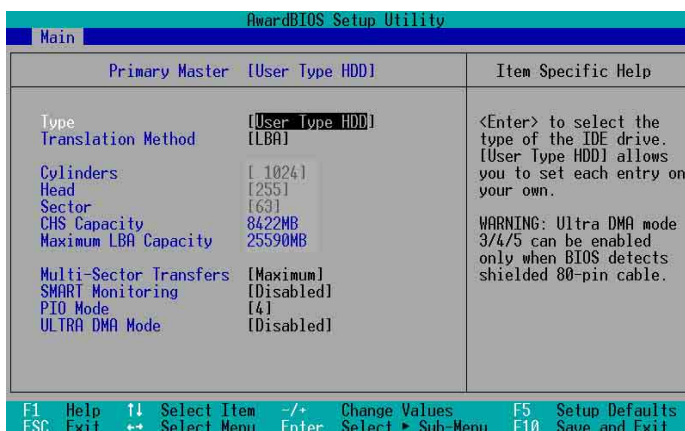 AwardBIOS Setup Utility
Main
Primary Master [User Type HDD]
Item Specific Help
Type [User Type HDD]
Translation Method [LBA]
Cylinders [ 1024]
Head [255]
Sector [63]
CHS Capacity 8422MB
Maximum LBA Capacity 25590MB
Multi-Sector Transfers [Maximum]
SMART Monitoring [Disabled]
PIO Mode [4]
ULTRA DMA Mode [Disabled]
<Enter> to select the
type of the IDE drive.
[User Type HDD] allows
you to set each entry on
your own.
WARNING: Ultra DMA mode
3/4/5 can be enabled
only when BIOS detects
shielded 80-pin cable.
F1 Help ↑↓ Select Item -/+ Change Values F5 Setup Defaults
ESC Exit ←→ Select Menu Enter Select ► Sub-Menu F10 Save and Exit